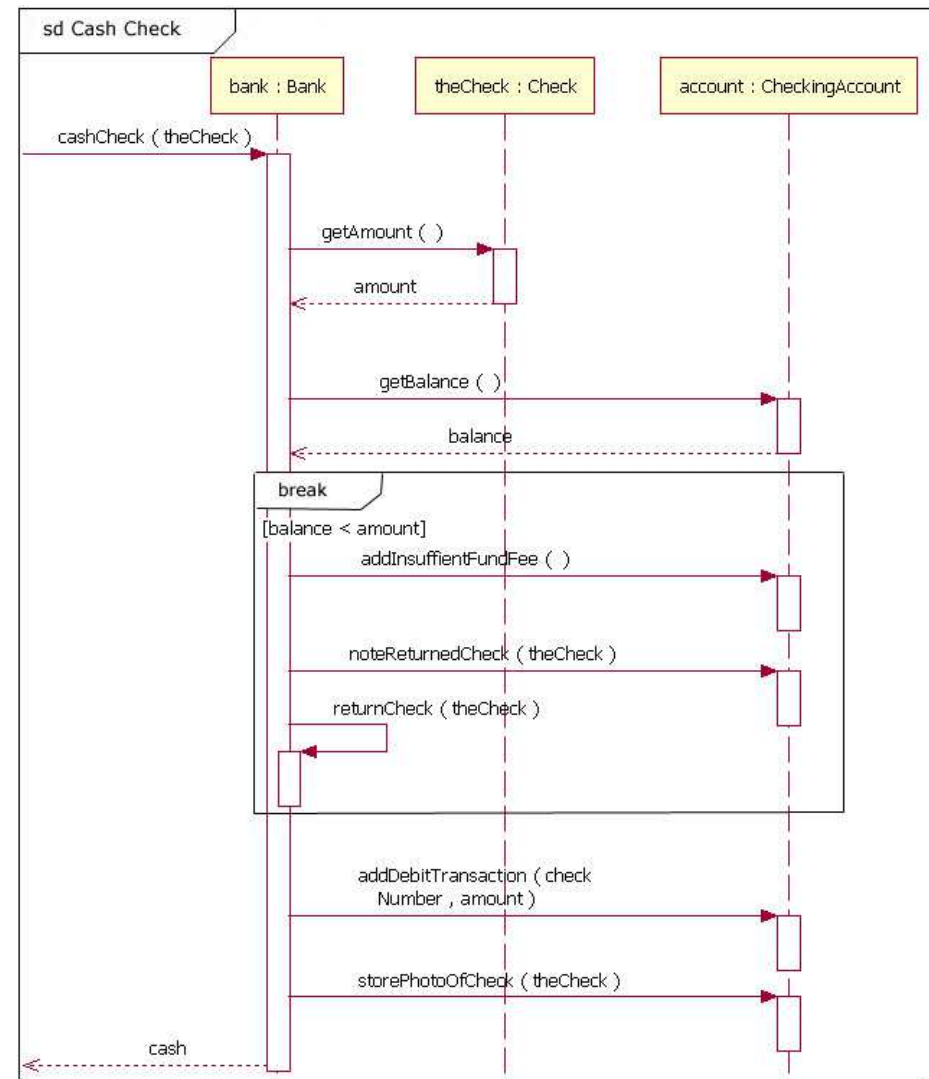 sd Cash Check
bank : Bank
theCheck : Check
account : CheckingAccount
cashCheck ( theCheck )
getAmount ( )
amount
getBalance ( )
balance
break
[balance < amount]
addInsuffientFundFee ( )
noteReturnedCheck ( theCheck )
returnCheck ( theCheck )
addDebitTransaction ( check
Number , amount )
storePhotoOfCheck ( theCheck )
cash